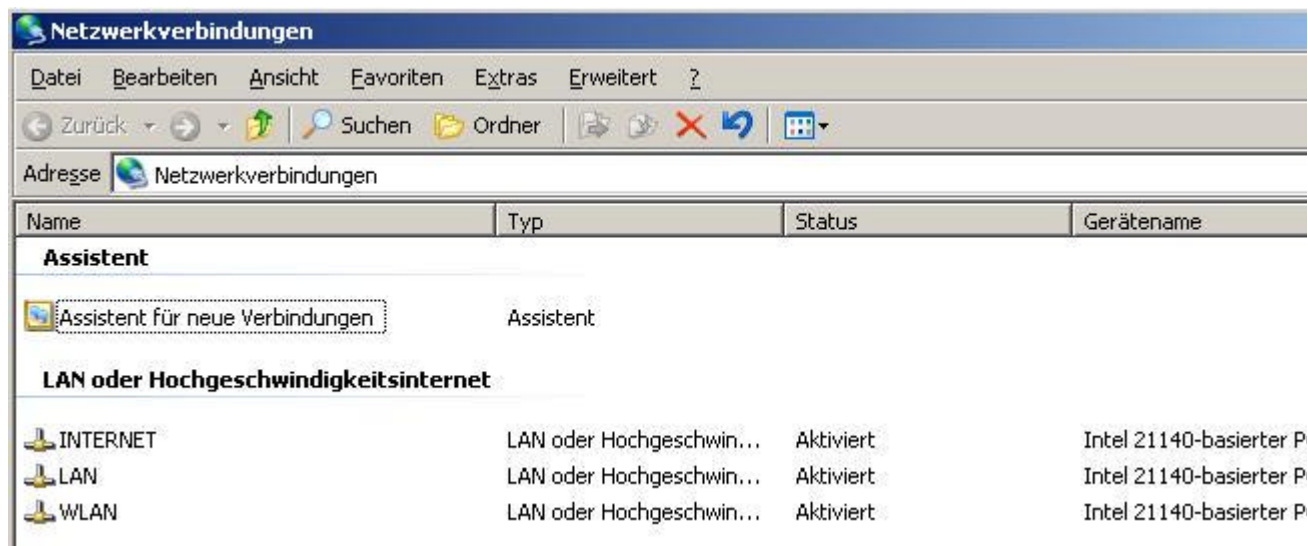 Netzwerkverbindungen
Datei Bearbeiten Ansicht Favoriten Extras Erweitert ?
Zurück Suchen Ordner
Adresse Netzwerkverbindungen
Name Typ Status Gerätename
Assistent
Assistent für neue Verbindungen Assistent
LAN oder Hochgeschwindigkeitsinternet
INTERNET LAN oder Hochgeschwin... Aktiviert Intel 21140-basierter P
LAN LAN oder Hochgeschwin... Aktiviert Intel 21140-basierter P
WLAN LAN oder Hochgeschwin... Aktiviert Intel 21140-basierter P